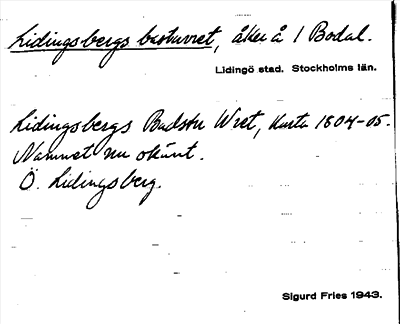 Lidingsbergs bastuvret, åker å 1 Bodal.
Lidingö stad. Stockholms län.
Lidingsbergs Badstu Wret, Karta 1804-05.
Namnet nu okänt.
Ö. Lidingsberg.
Sigurd Fries 1943.